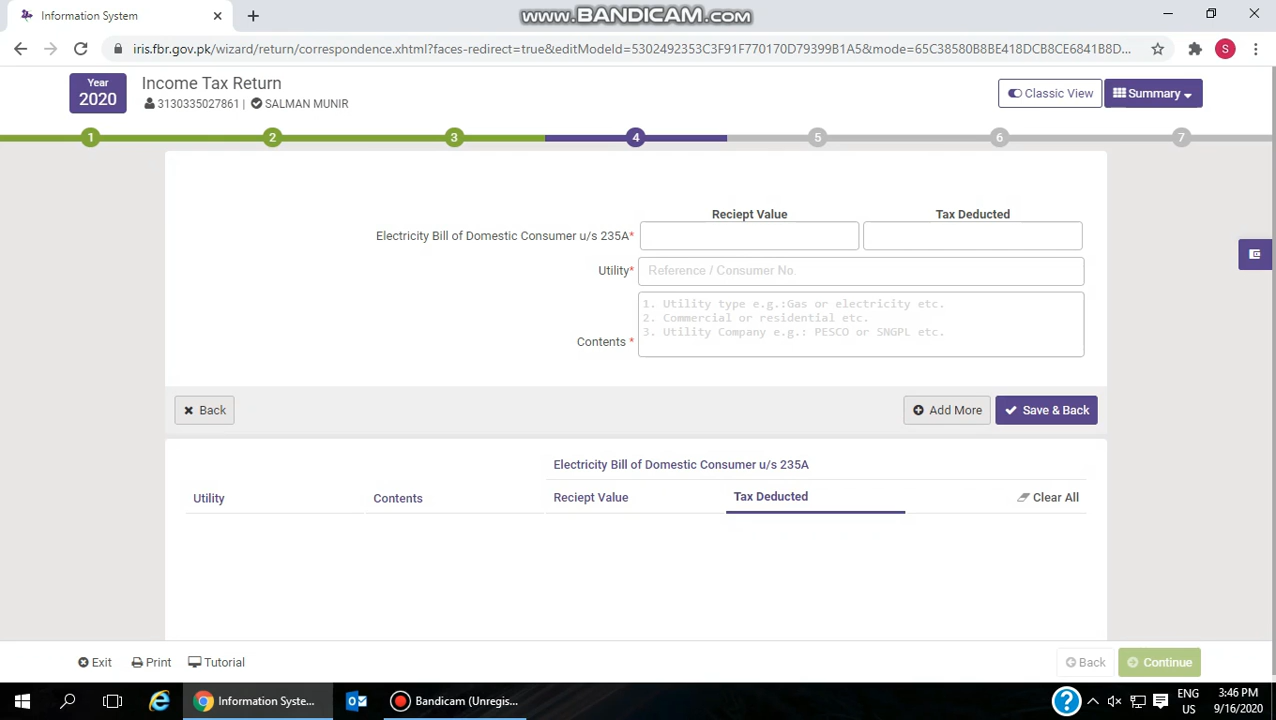 Information System
www.BANDICAM.com
iris.fbr.gov.pk/wizard/return/correspondence.xhtml?faces-redirect=true&editModeId=5302492353C3F91F770170D79399B1A5&mode=65C38580B8BE418DCB8CE6841B8D...
S
Year
2020
Income Tax Return
3130335027861 | SALMAN MUNIR
Classic View
Summary
1 2 3 4 5 6 7
Reciept Value Tax Deducted
Electricity Bill of Domestic Consumer u/s 235A*
Utility* Reference / Consumer No
1. Utility type e.g.:Gas or electricity etc.
2. Commercial or residential etc.
3. Utility Company e.g.: PESCO or SNGPL etc.
Contents *
Back Add More Save & Back
Electricity Bill of Domestic Consumer u/s 235A
Utility Contents Reciept Value Tax Deducted Clear All
Exit Print Tutorial Back Continue
Information Syste... Bandicam (Unregis...
ENG
US
3:46 PM
9/16/2020